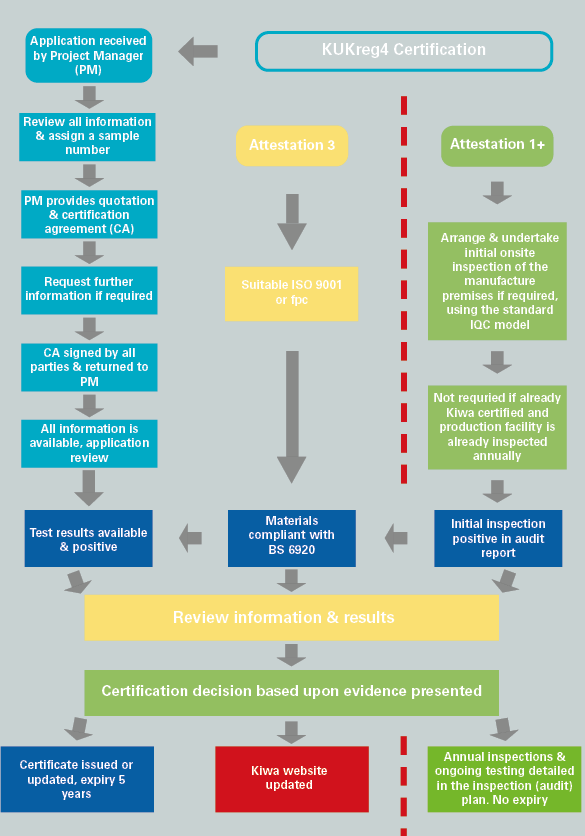 KUKreg4 Certification
Application received
by Project Manager
(PM)
Review all information
& assign a sample
number
PM provides quotation
& certification
agreement (CA)
Request further
information if required
CA signed by all
parties & returned to
PM
All information is
available, application
review
Test results available
& positive
Attestation 3
Suitable ISO 9001
or fpc
Materials
compliant with
BS 6920
Attestation 1+
Arrange & undertake
initial onsite
inspection of the
manufacture
premises if required,
using the standard
IQC model
Not requried if already
Kiwa certified and
production facility is
already inspected
annually
Initial inspection
positive in audit
report
Review information & results
Certification decision based upon evidence presented
Certificate issued or
updated, expiry 5
years
Kiwa website
updated
Annual inspections &
ongoing testing detailed
in the inspection (audit)
plan. No expiry